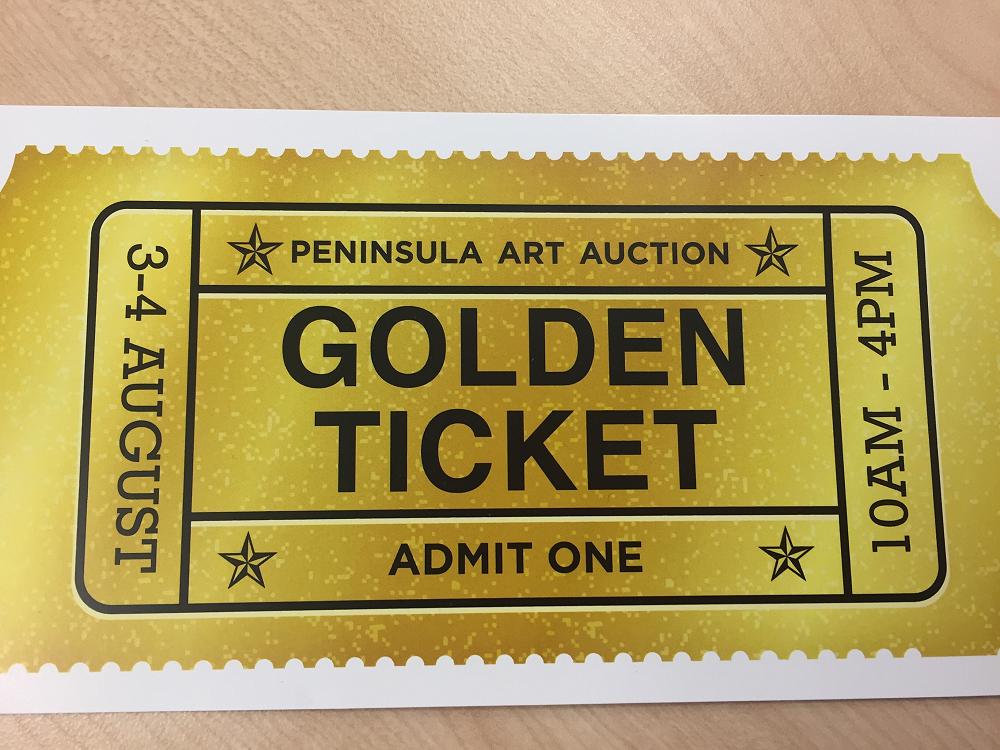 3-4 AUGUST
PENINSULA ART AUCTION
GOLDEN
TICKET
ADMIT ONE
10AM - 4PM